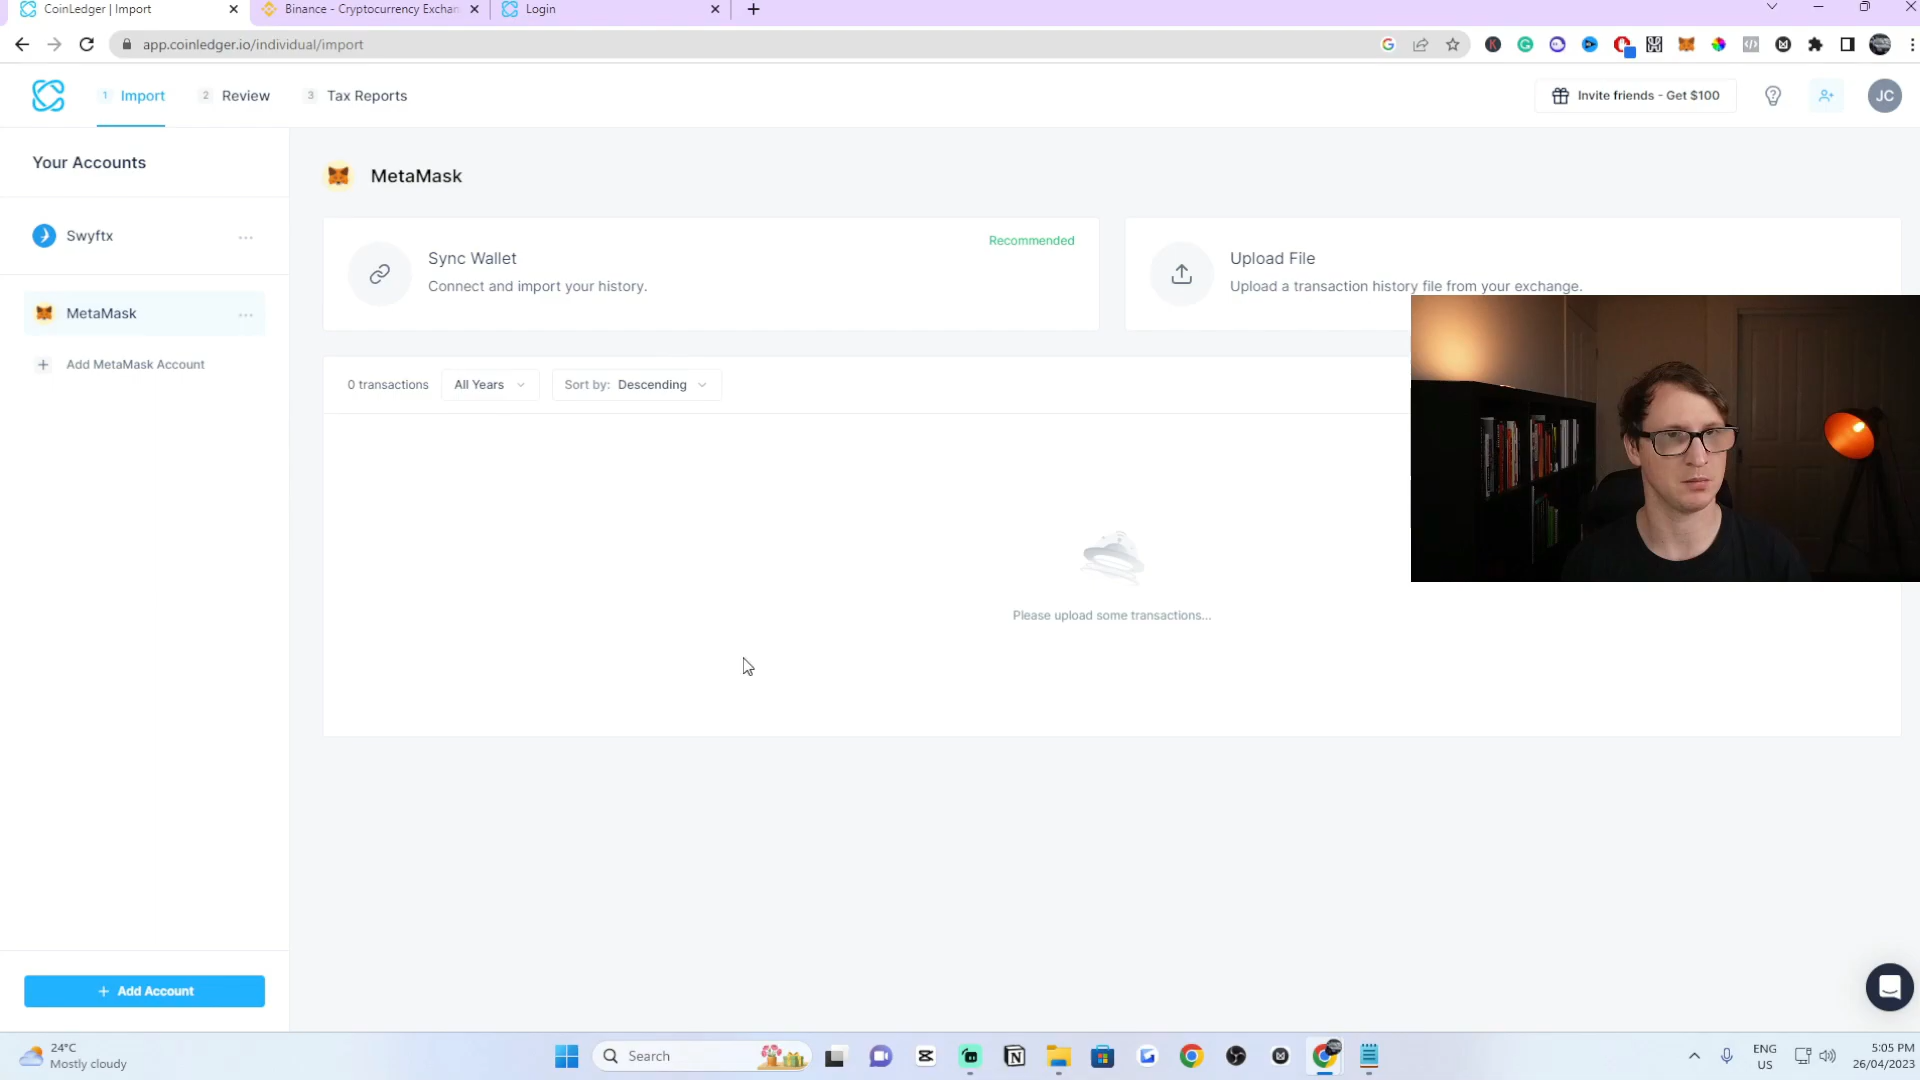 CoinLedger | Import
Binance - Cryptocurrency Exchan
Login
app.coinledger.io/individual/import
1 Import
2 Review
3 Tax Reports
Invite friends - Get $100
JC
Your Accounts
MetaMask
Swyftx
Sync Wallet
Recommended
Connect and import your history.
Upload File
Upload a transaction history file from your exchange.
MetaMask
Add MetaMask Account
0 transactions
All Years
Sort by: Descending
Please upload some transactions...
+ Add Account
24°C
Mostly cloudy
Search
ENG
US
5:05 PM
26/04/2023